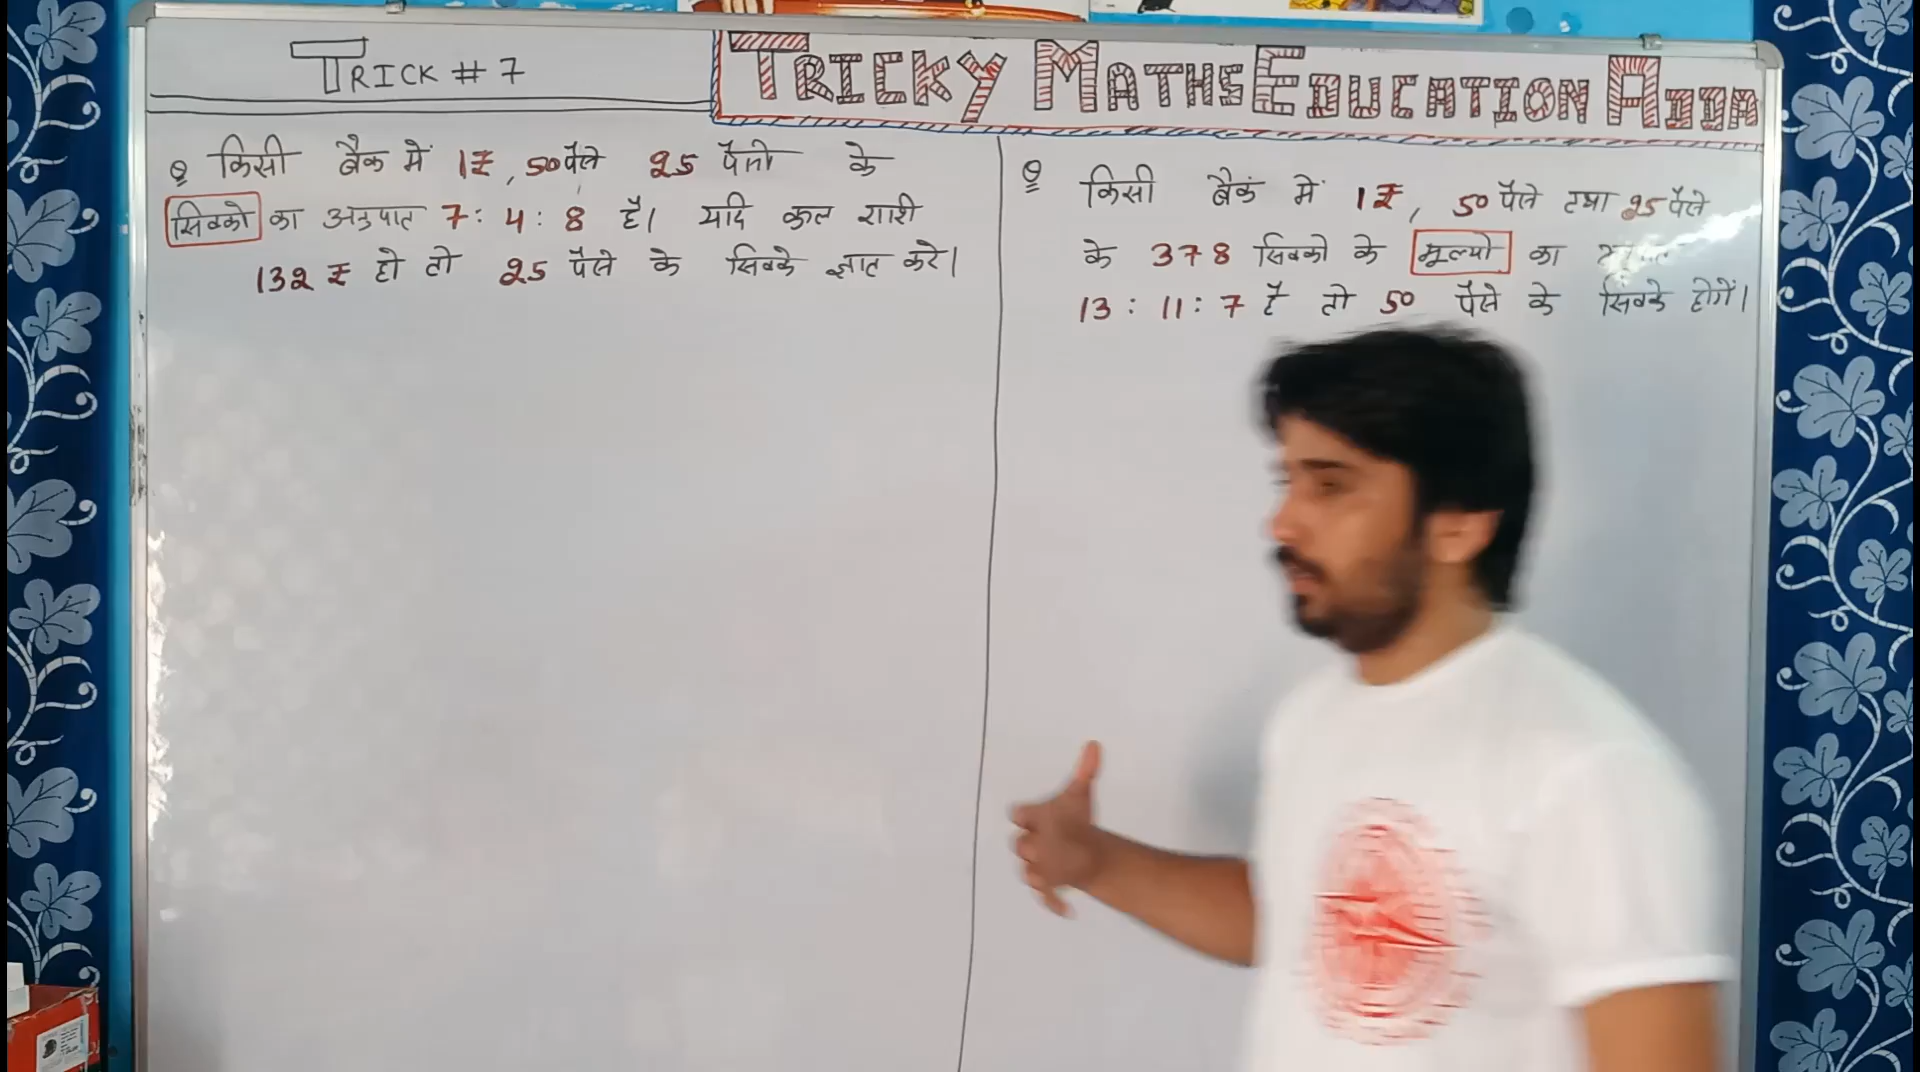 TRICK # 7
TRICKY MATHS EDUCATION ADDA
Q किसी बैंक में 1₹, 50 पैसे 25 पैसो के
सिक्को का अनुपात 7 : 4 : 8 है। यदि कुल राशी
132 ₹ हो तो 25 पैसे के सिक्के ज्ञात करे।
Q किसी बैंक में 1₹, 50 पैसे तथा 25 पैसे
के 378 सिक्को के मूल्यो का
13 : 11 : 7 है तो 50 पैसे के सिक्के होगें।